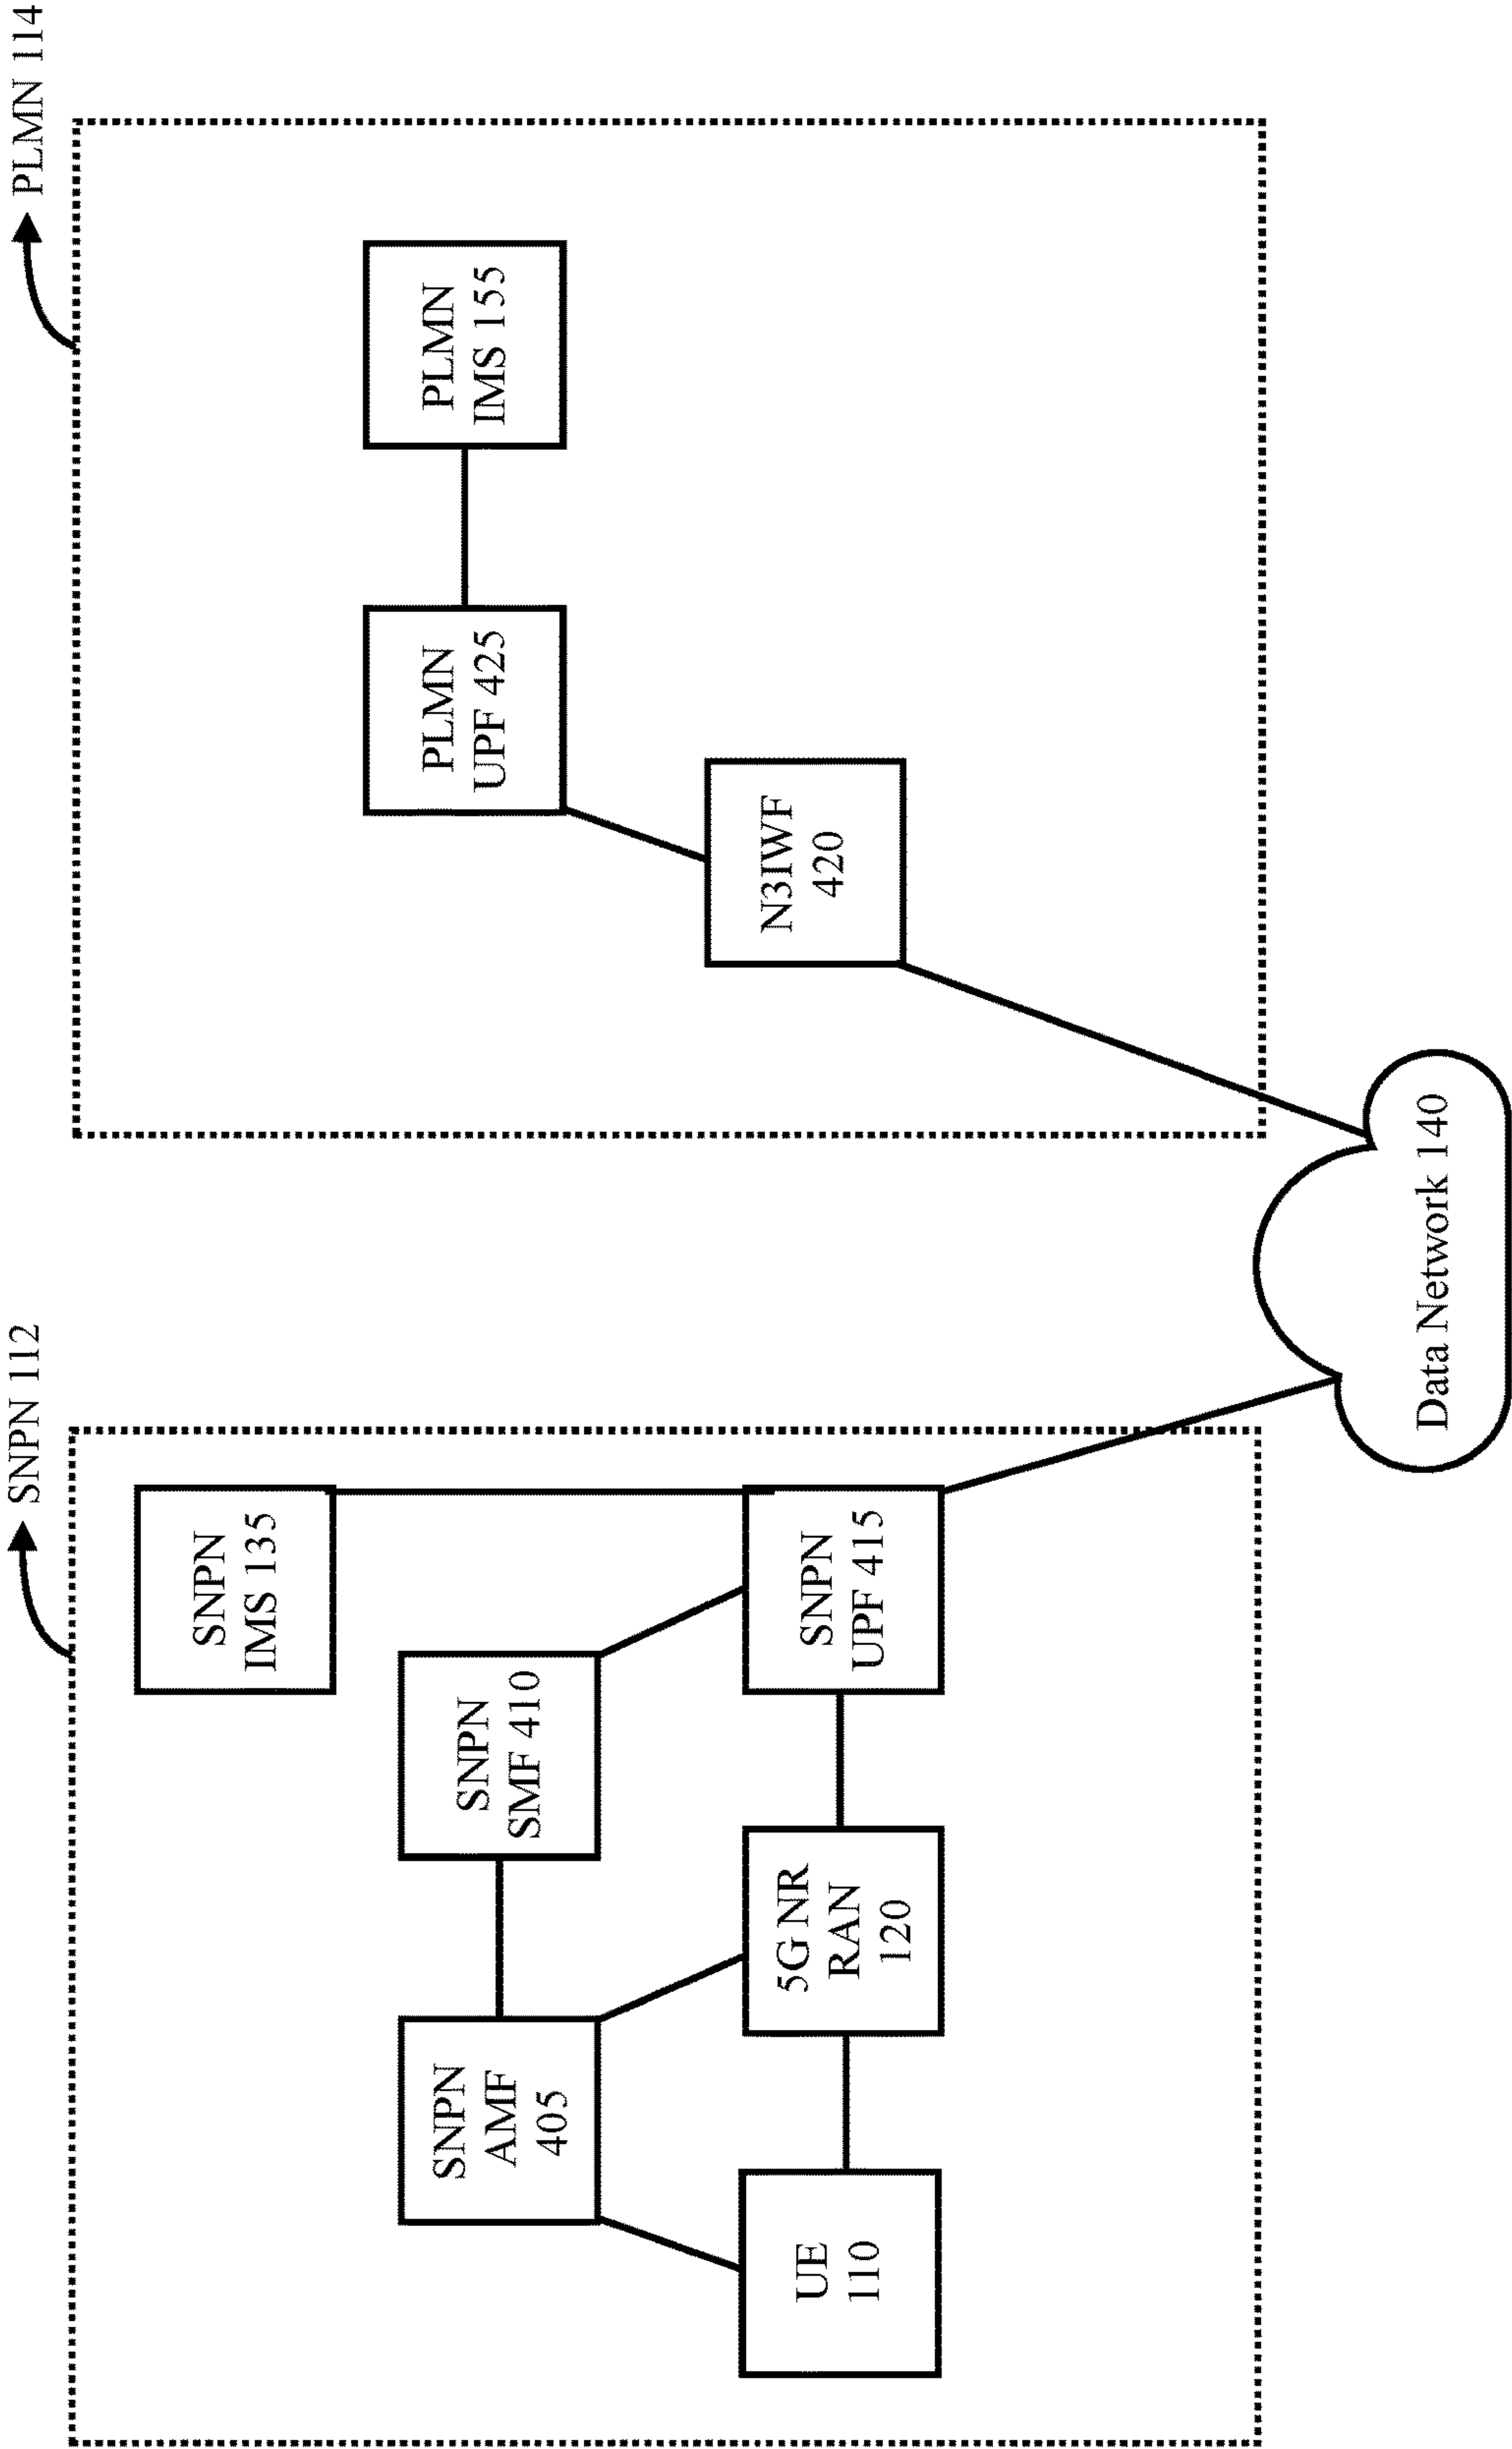 SNPN 112
PLMN 114
SNPN
IMS 135
SNPN
AMF
405
SNPN
SMF 410
UE
110
5G NR
RAN
120
SNPN
UPF 415
PLMN
UPF 425
PLMN
IMS 155
N3IWF
420
Data Network 140